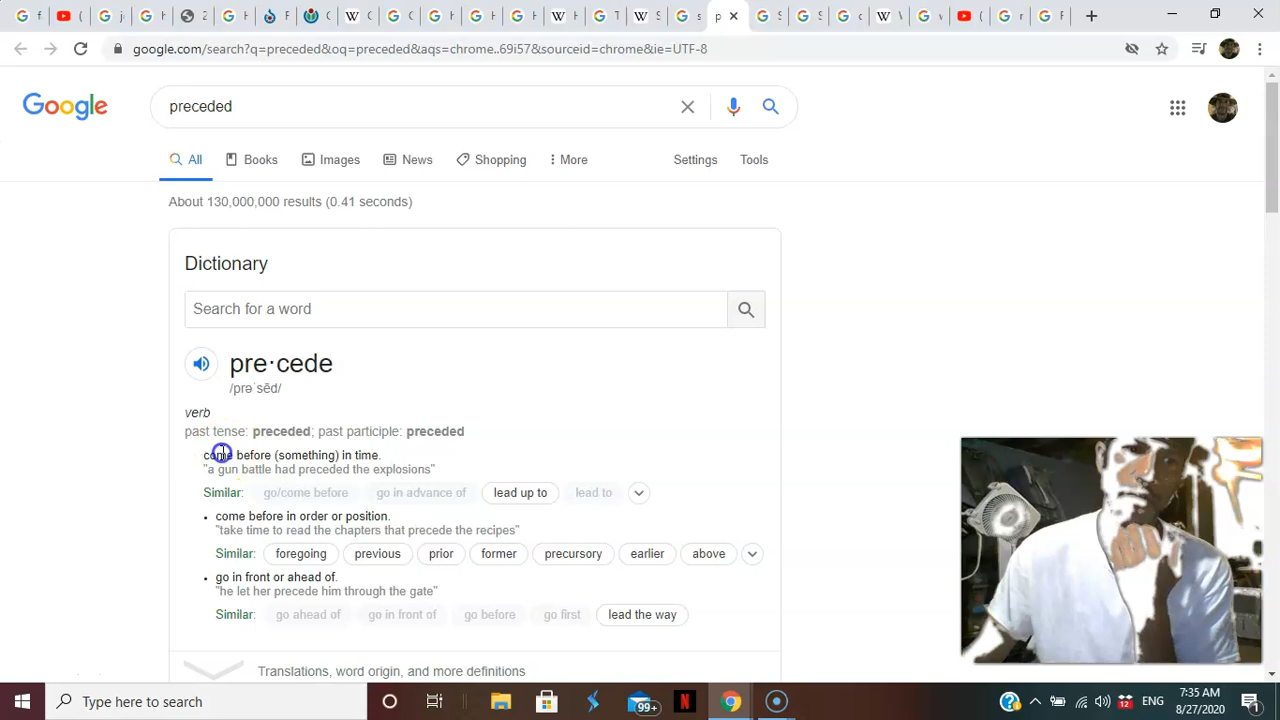 google.com/search?q=preceded&oq=preceded&aqs=chrome..69i57&sourceid=chrome&ie=UTF-8
Google
preceded
All Books Images News Shopping More Settings Tools
About 130,000,000 results (0.41 seconds)
Dictionary
Search for a word
pre·cede
/prəˈsēd/
verb
past tense: preceded; past participle: preceded
come before (something) in time.
"a gun battle had preceded the explosions"
Similar: go/come before go in advance of lead up to lead to
• come before in order or position.
"take time to read the chapters that precede the recipes"
Similar: foregoing previous prior former precursory earlier above
• go in front or ahead of.
"he let her precede him through the gate"
Similar: go ahead of go in front of go before go first lead the way
Translations, word origin, and more definitions
Type here to search
99+
12
ENG
7:35 AM
8/27/2020
1